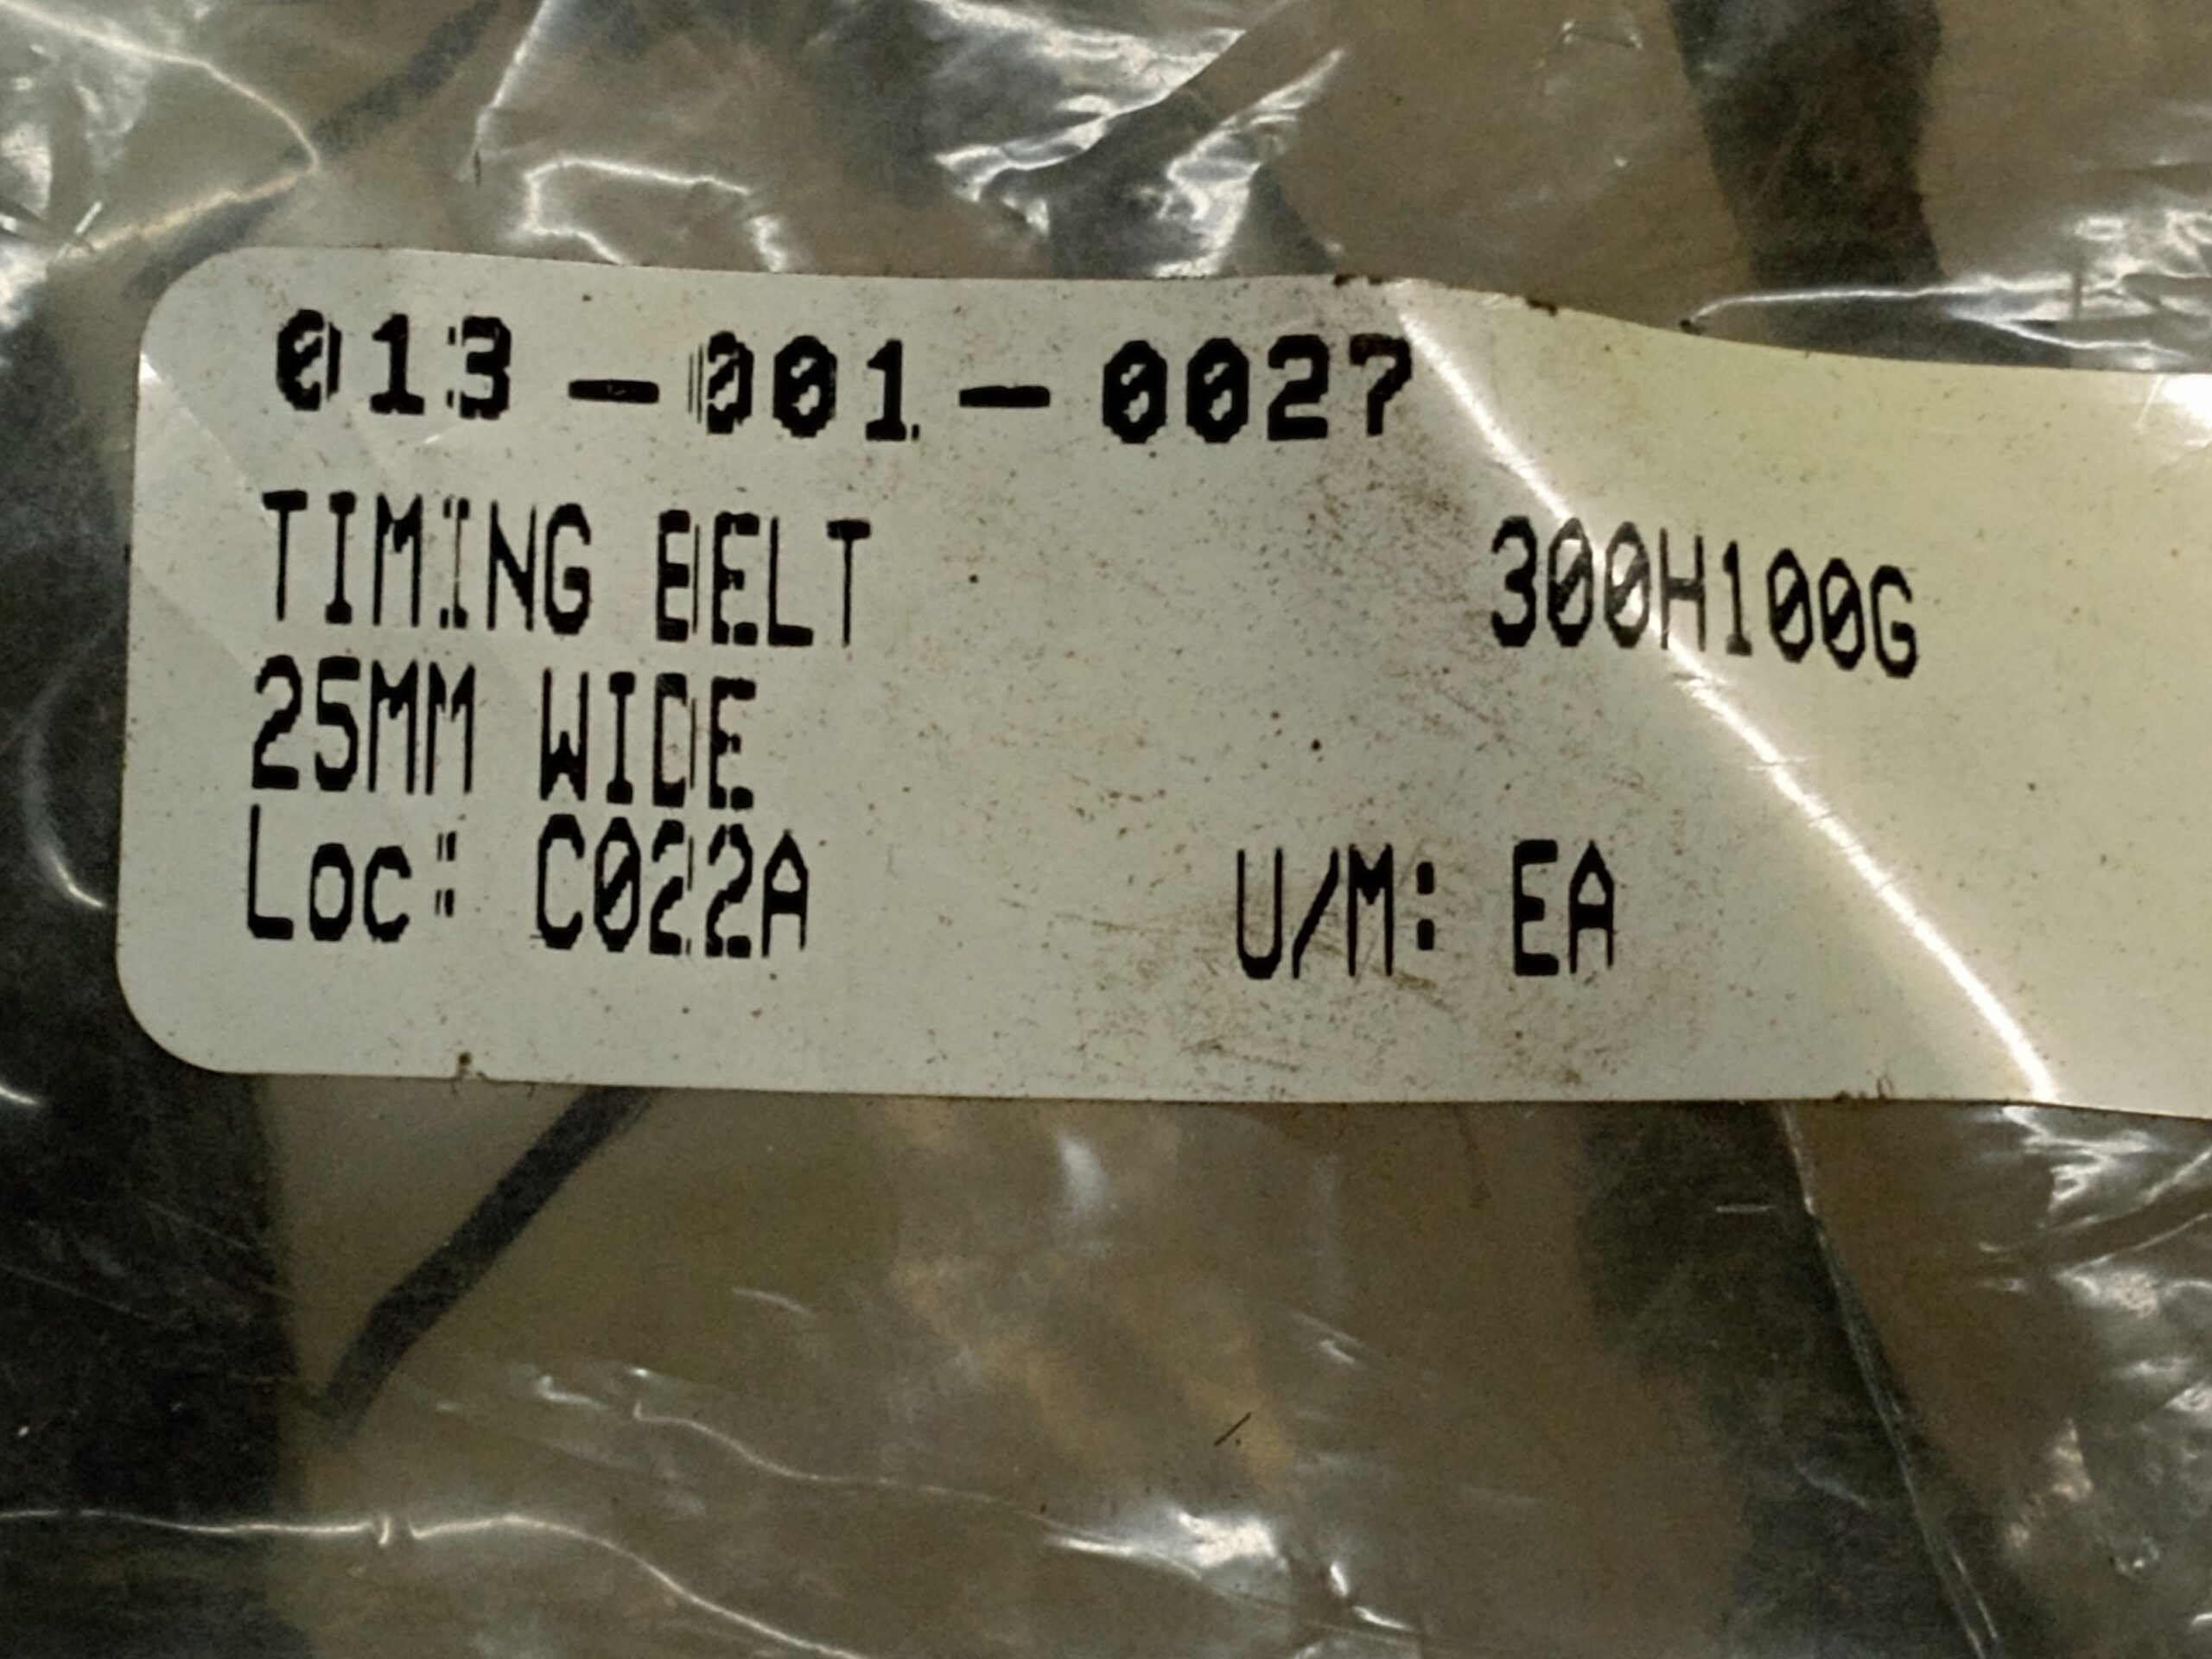 013-001-0027
TIMING BELT 300H100G
25MM WIDE
Loc: C022A U/M: EA